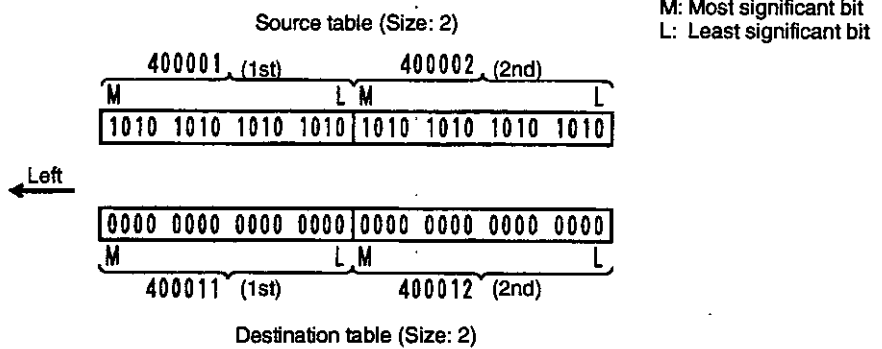 M: Most significant bit
L: Least significant bit
Source table (Size: 2)
400001 (1st) 400002 (2nd)
M L M L
1010 1010 1010 1010 1010 1010 1010 1010
Left
0000 0000 0000 0000 0000 0000 0000 0000
M L M L
400011 (1st) 400012 (2nd)
Destination table (Size: 2)